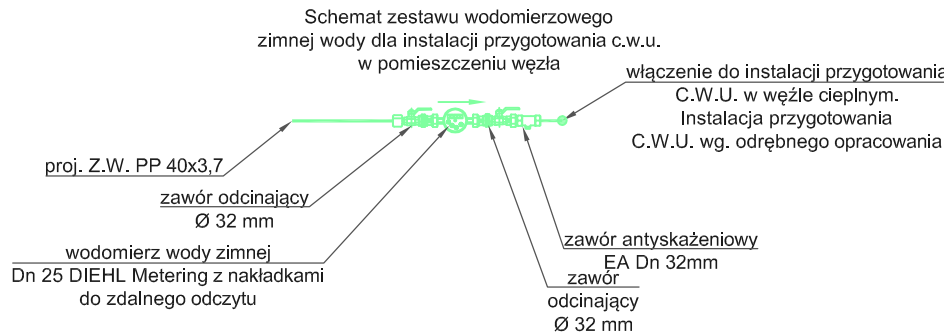 Schemat zestawu wodomierzowego
zimnej wody dla instalacji przygotowania c.w.u.
w pomieszczeniu węzła
włączenie do instalacji przygotowania
C.W.U. w węźle cieplnym.
Instalacja przygotowania
C.W.U. wg. odrębnego opracowania
proj. Z.W. PP 40x3,7
zawór odcinający
Ø 32 mm
wodomierz wody zimnej
Dn 25 DIEHL Metering z nakładkami
do zdalnego odczytu
zawór antyskażeniowy
EA Dn 32mm
zawór
odcinający
Ø 32 mm